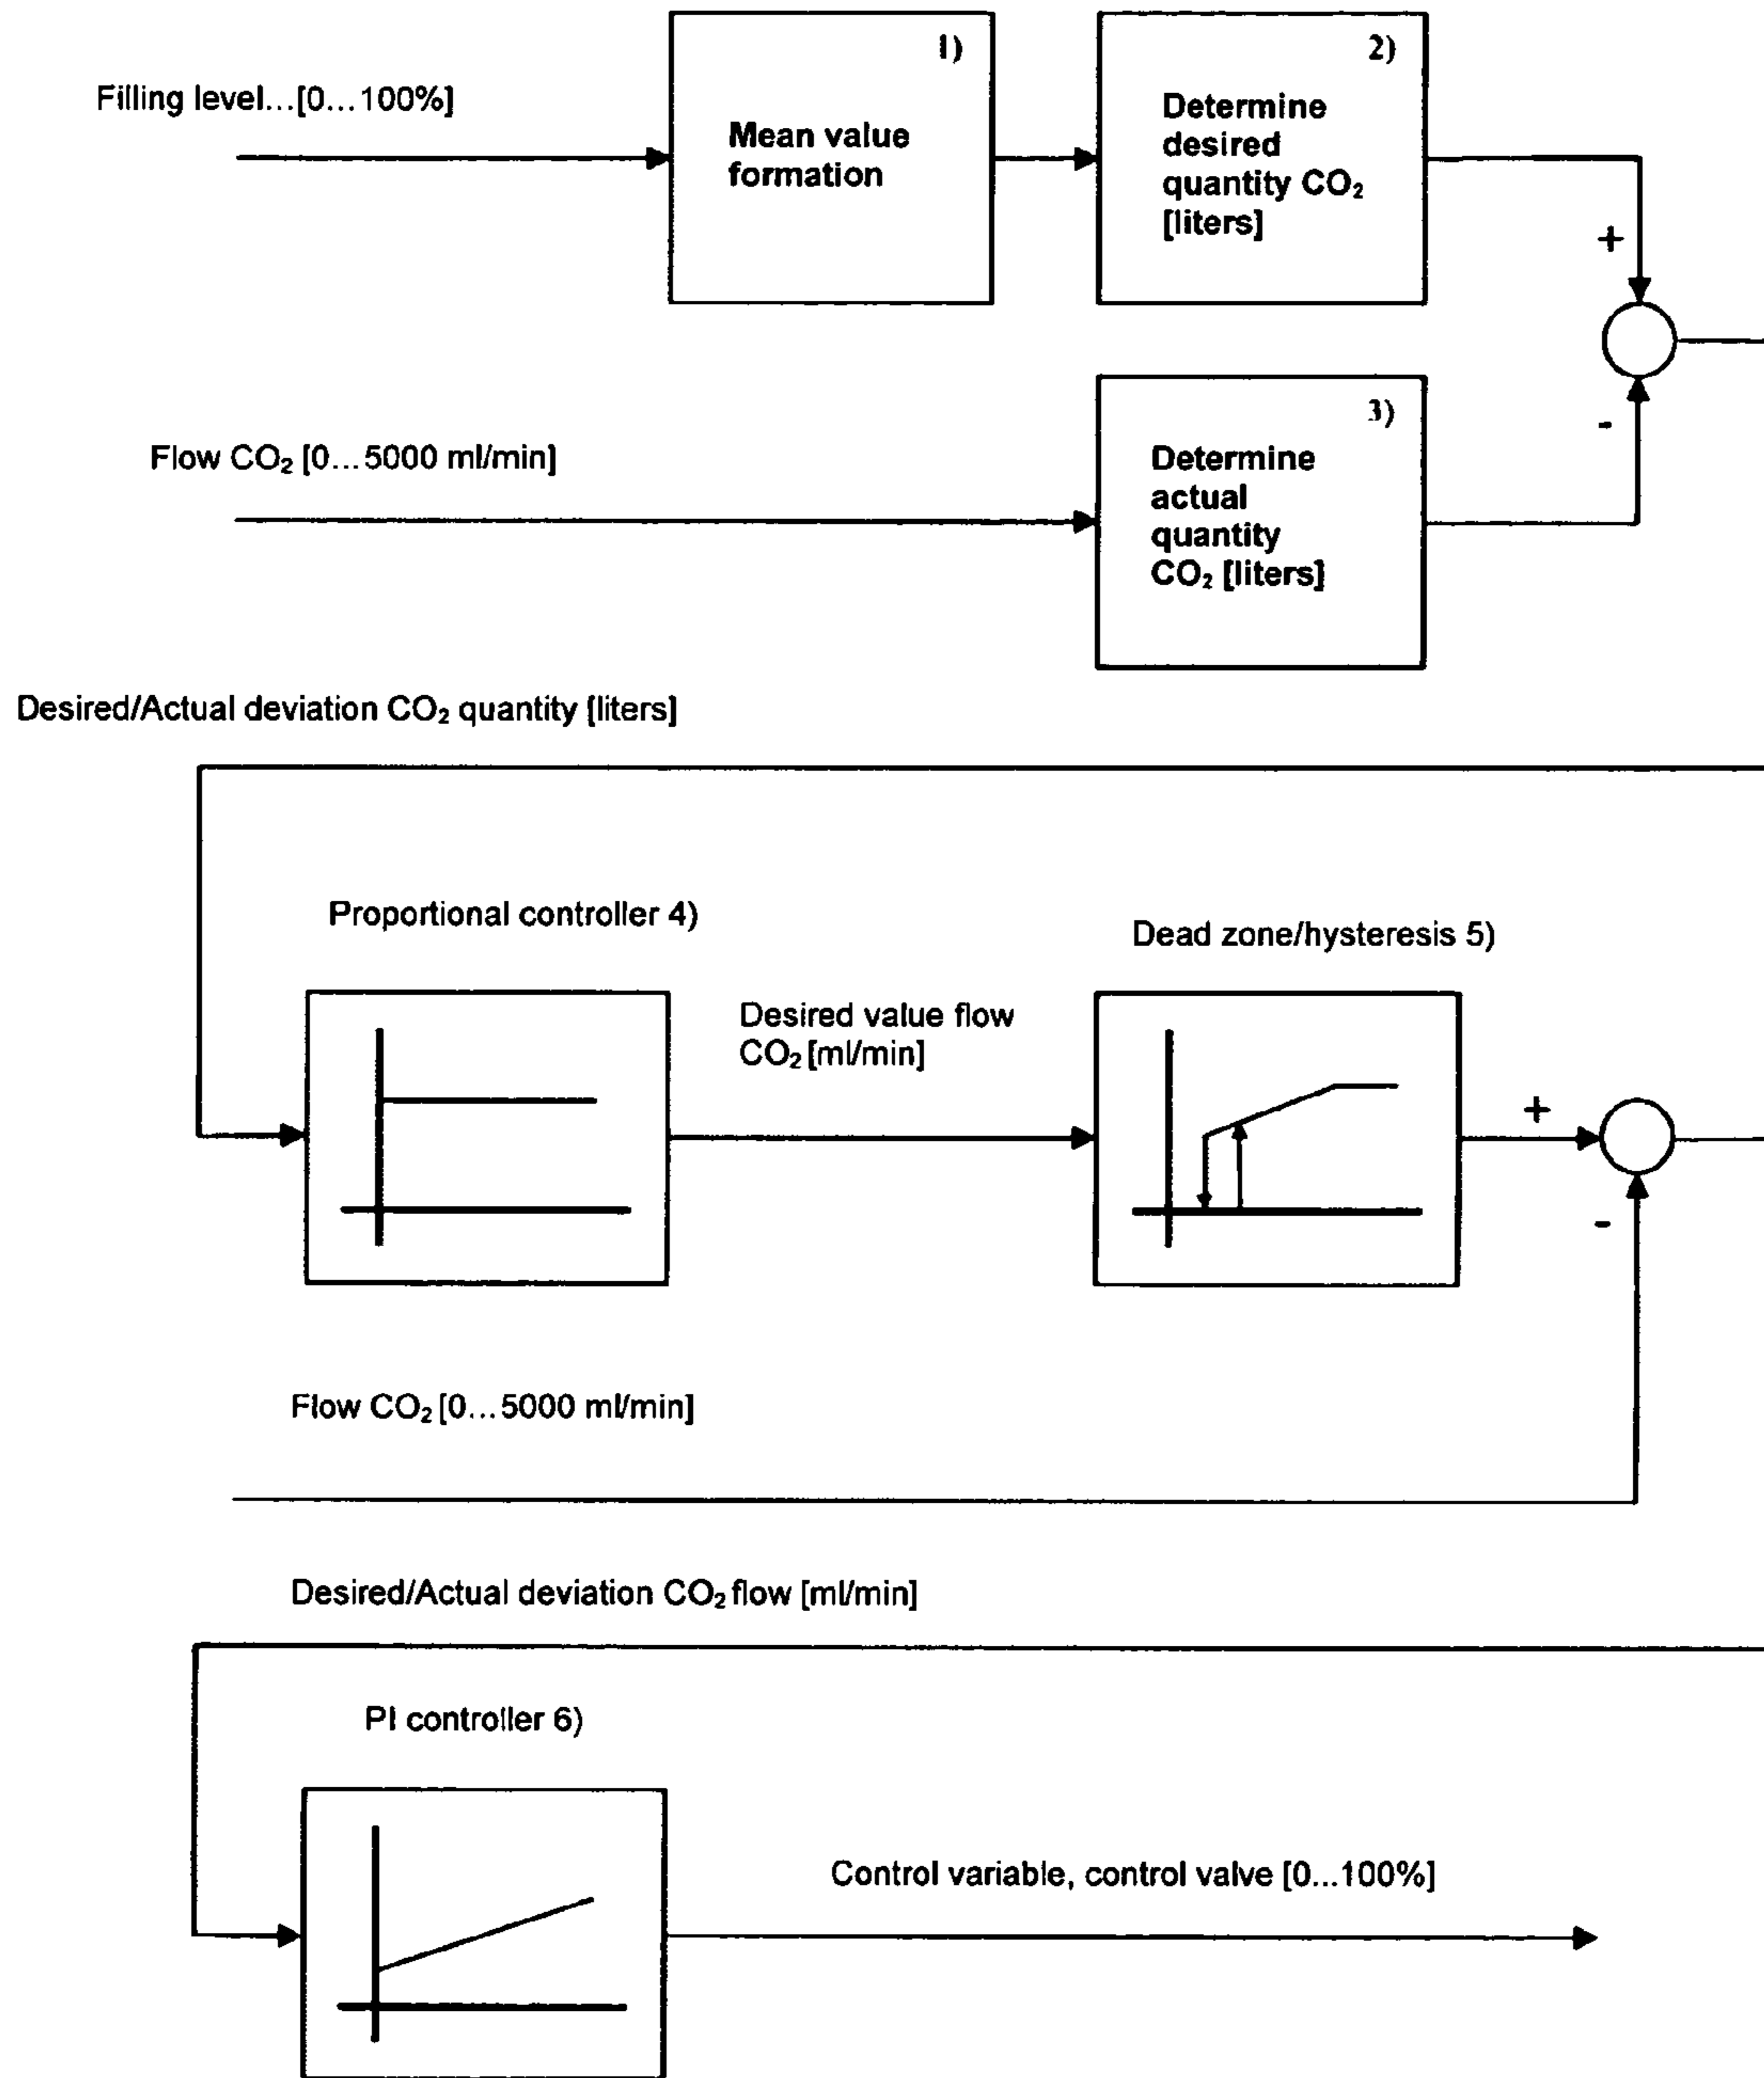 1)
2)
Filling level...[0...100%]
Mean value
formation
Determine
desired
quantity CO₂
[liters]
+
3)
-
Flow CO₂ [0...5000 ml/min]
Determine
actual
quantity
CO₂ [liters]
Desired/Actual deviation CO₂ quantity [liters]
Proportional controller 4)
Dead zone/hysteresis 5)
Desired value flow
CO₂ [ml/min]
+
-
Flow CO₂ [0...5000 ml/min]
Desired/Actual deviation CO₂ flow [ml/min]
PI controller 6)
Control variable, control valve [0...100%]